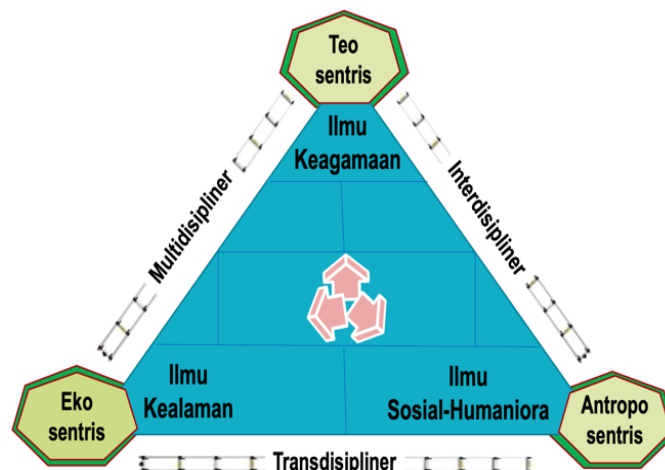 Teo
sentris
Ilmu
Keagamaan
Multidisipliner
Interdisipliner
Ilmu
Kealaman
Ilmu
Sosial-Humaniora
Eko
sentris
Antropo
sentris
Transdisipliner